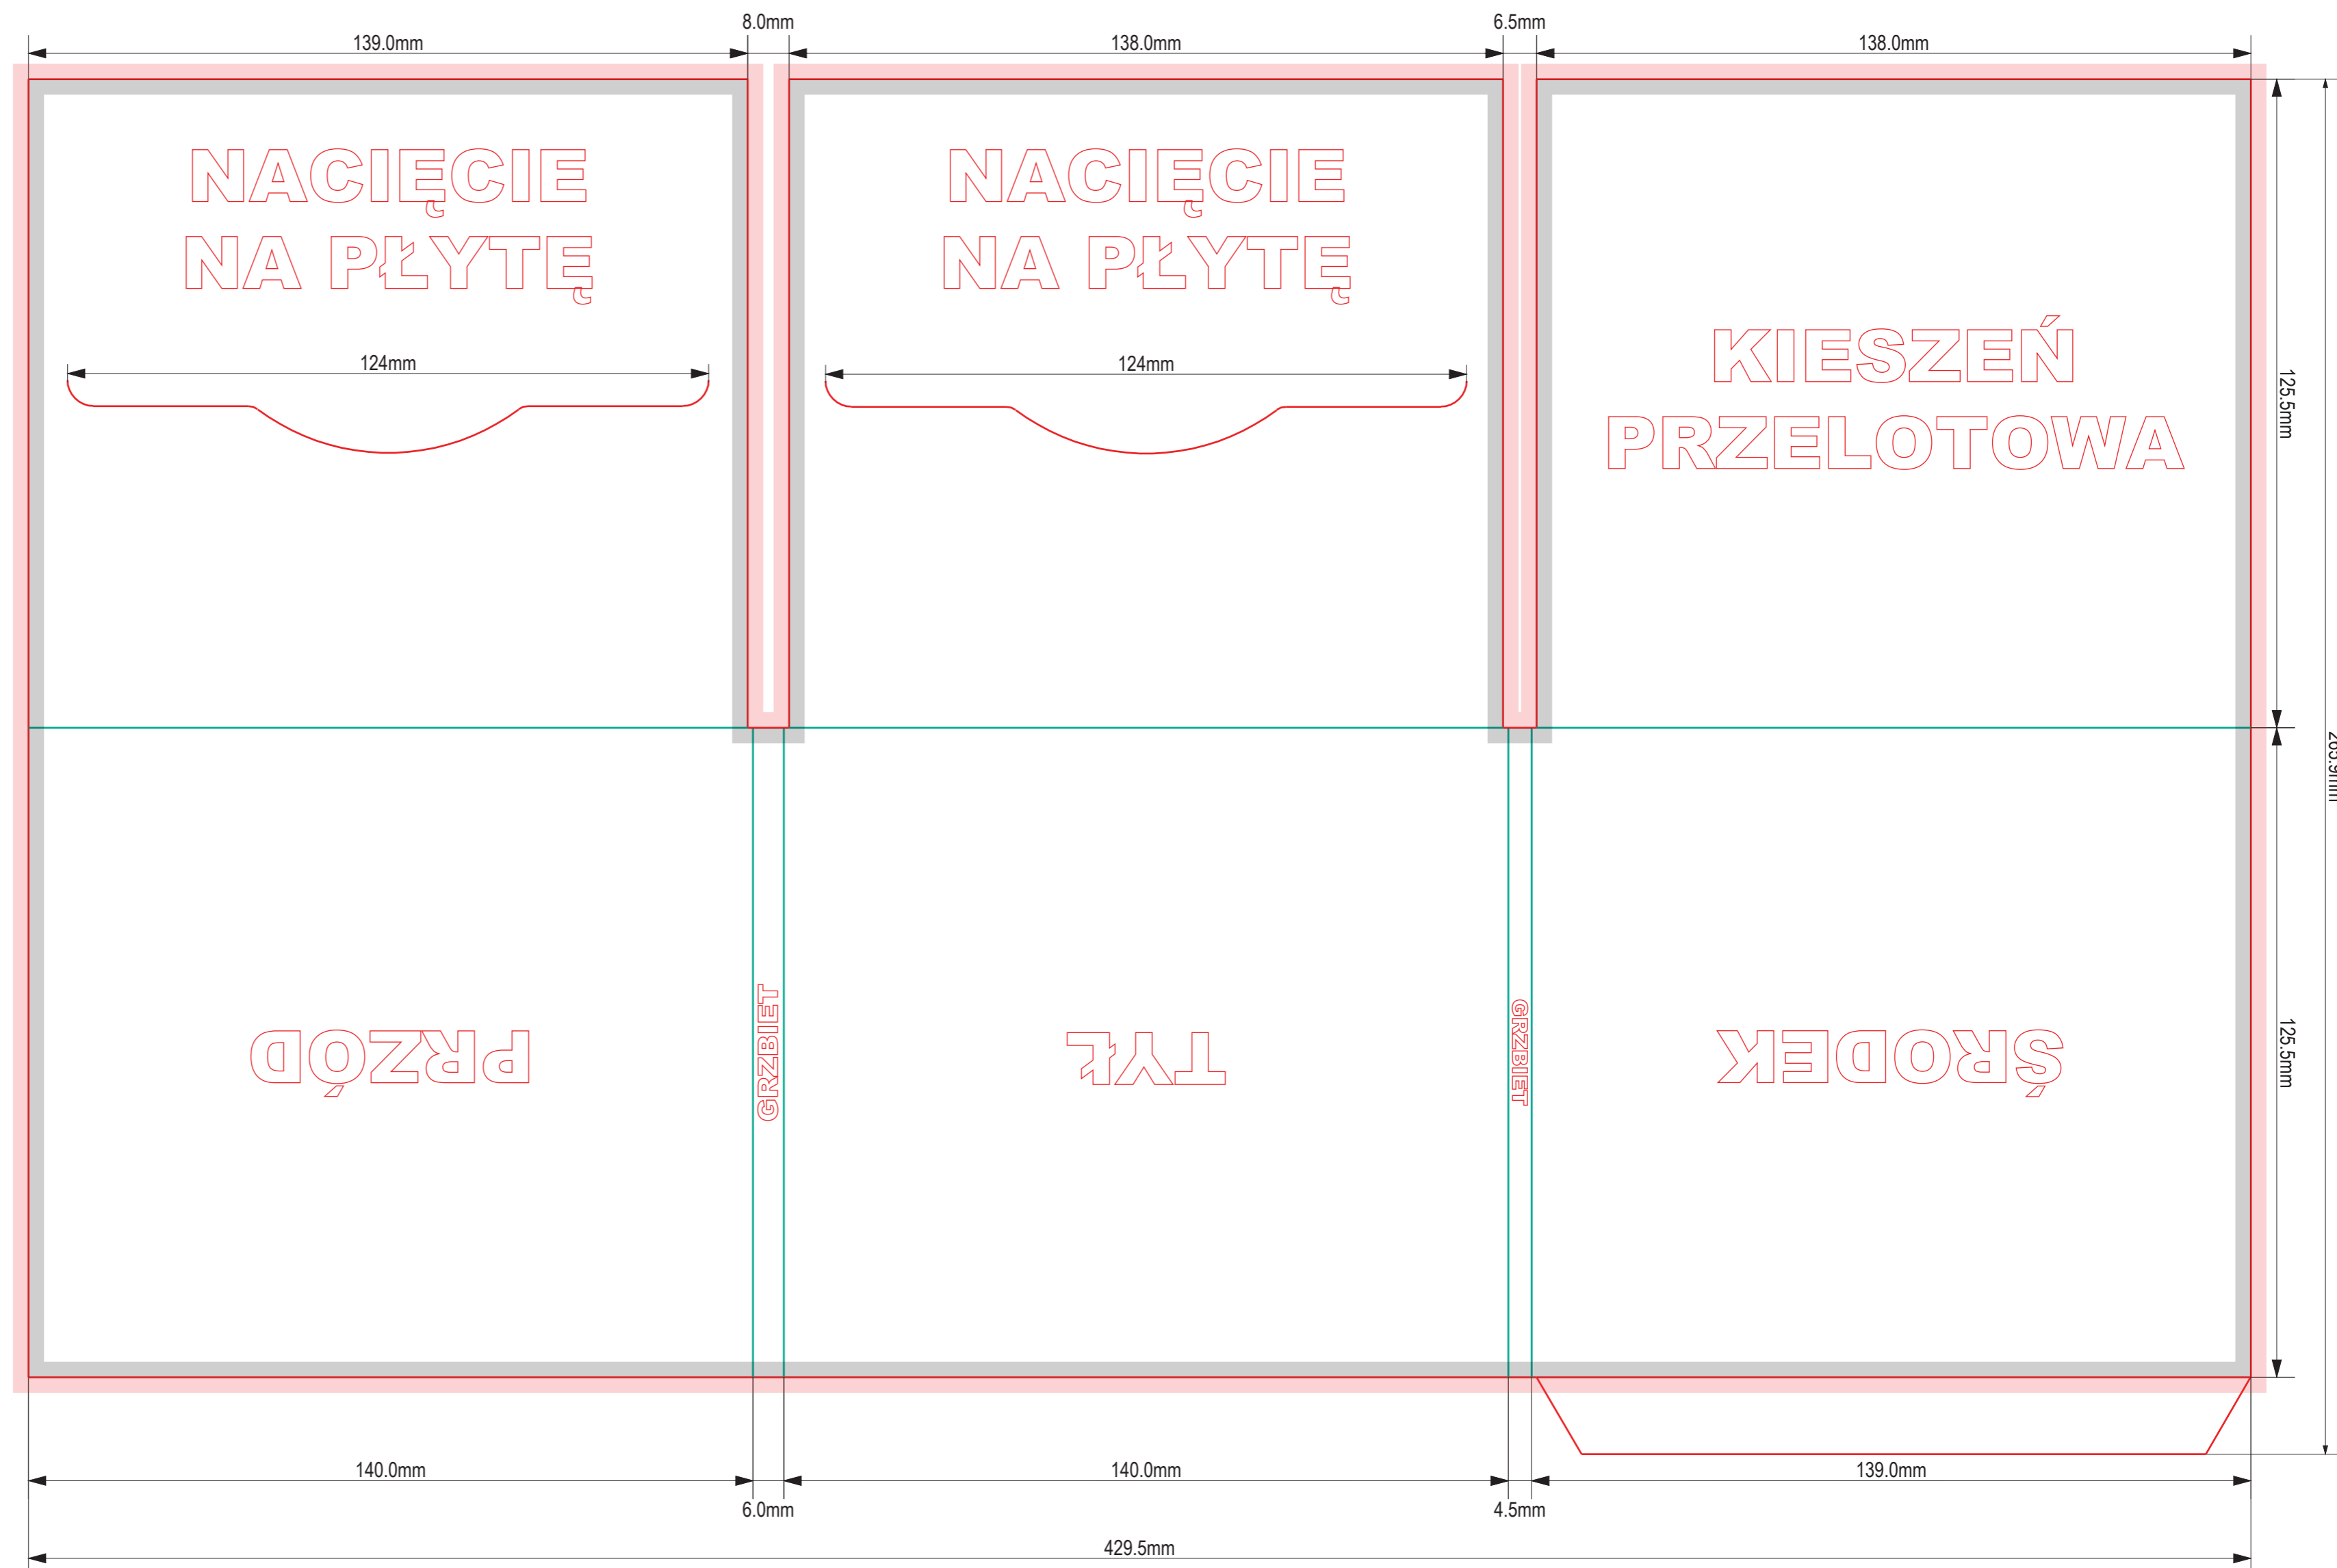 8.0mm
6.5mm
139.0mm
138.0mm
138.0mm
NACIĘCIE
NA PŁYTĘ
NACIĘCIE
NA PŁYTĘ
124mm
124mm
KIESZEŃ
PRZELOTOWA
125.5mm
PRZÓD
GRZBIET
TYŁ
GRZBIET
ŚRODEK
125.5mm
140.0mm
140.0mm
139.0mm
6.0mm
4.5mm
429.5mm